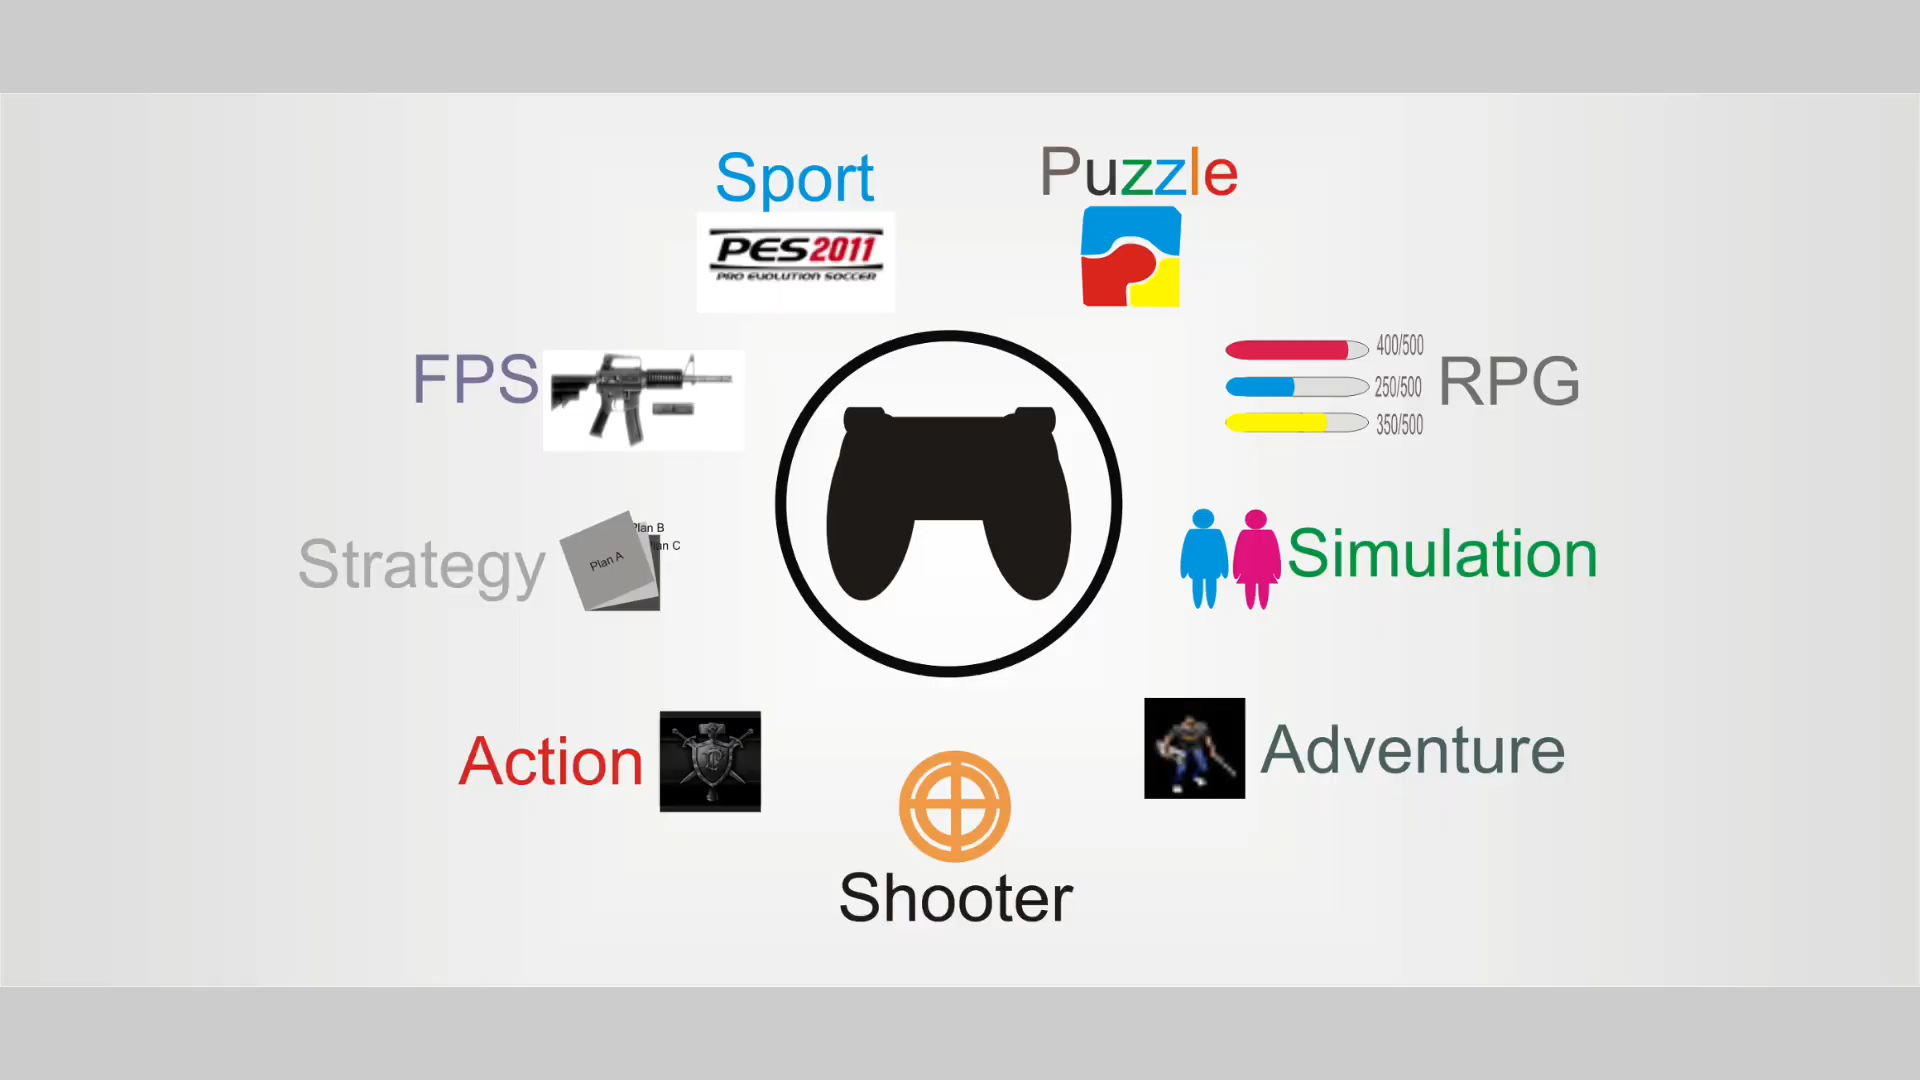 Sport
Puzzle
PES2011
PRO EVOLUTION SOCCER
FPS
400/500
250/500
350/500
RPG
Strategy
Plan A
Plan B
lan C
Simulation
Action
Adventure
Shooter